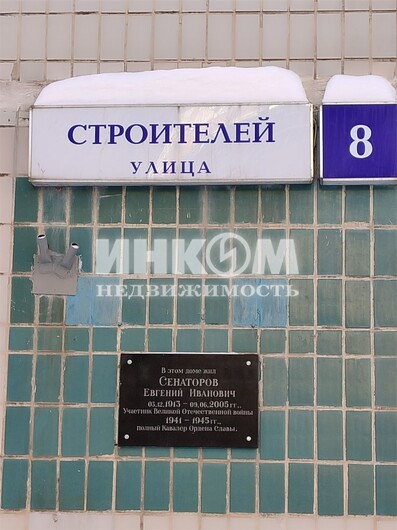 СТРОИТЕЛЕЙ
УЛИЦА
8
ИНКОМ
НЕДВИЖИМОСТЬ
В этом доме жил
СЕНАТОРОВ
ЕВГЕНИЙ ИВАНОВИЧ
03.12.1913 – 09.06.2005 гг.,
Участник Великой Отечественной войны
1941 – 1945 гг.,
полный Кавалер Ордена Славы.